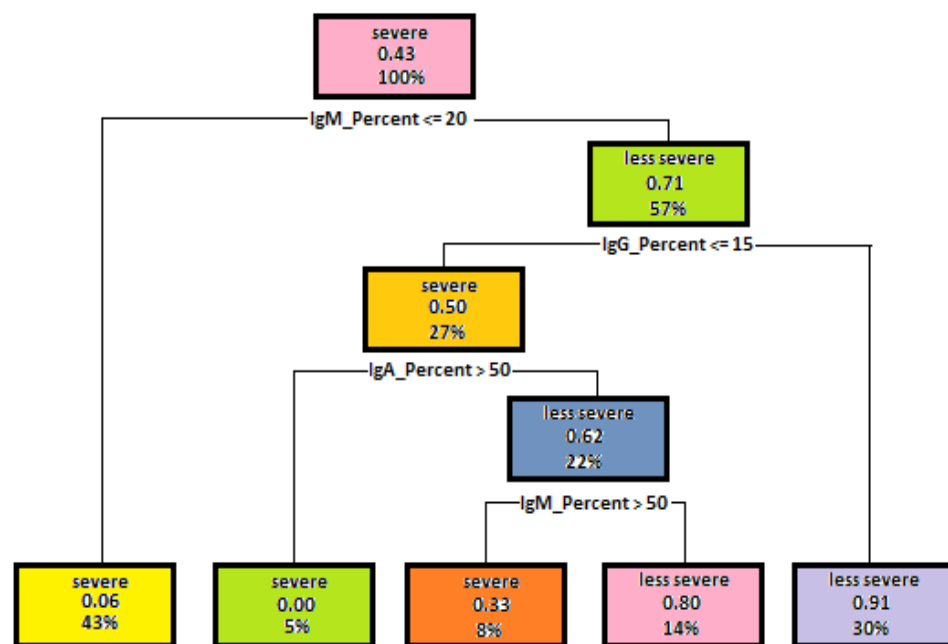 severe
0.43
100%
IgM_Percent <= 20
less severe
0.71
57%
IgG_Percent <= 15
severe
0.50
27%
IgA_Percent > 50
less severe
0.62
22%
IgM_Percent > 50
severe
0.06
43%
severe
0.00
5%
severe
0.33
8%
less severe
0.80
14%
less severe
0.91
30%